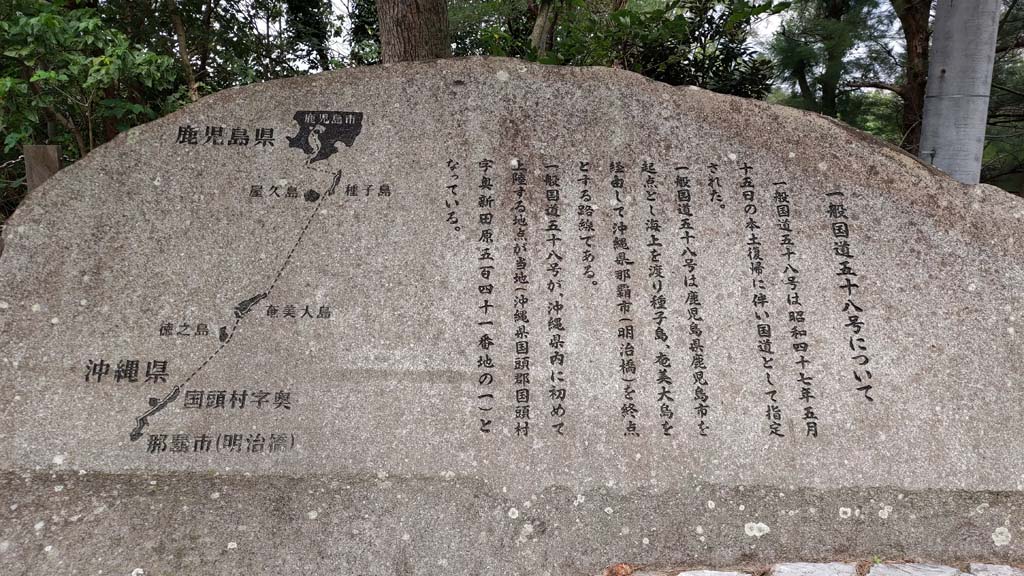 一般国道五十八号について
一般国道五十八号は昭和四十七年五月
十五日の本土復帰に伴い国道として指定
された。
一般国道五十八号は鹿児島県鹿児島市を
起点とし海上を渡り種子島、奄美大島を
経由して沖縄県那覇市(明治橋)を終点
とする路線である。
一般国道五十八号が、沖縄県内に初めて
上陸する地点が当地(沖縄県国頭郡国頭村
字奥新田原五百四十一番地の一)と
なっている。
鹿児島県
鹿児島市
屋久島
種子島
奄美大島
徳之島
沖縄県
国頭村字奥
那覇市(明治橋)